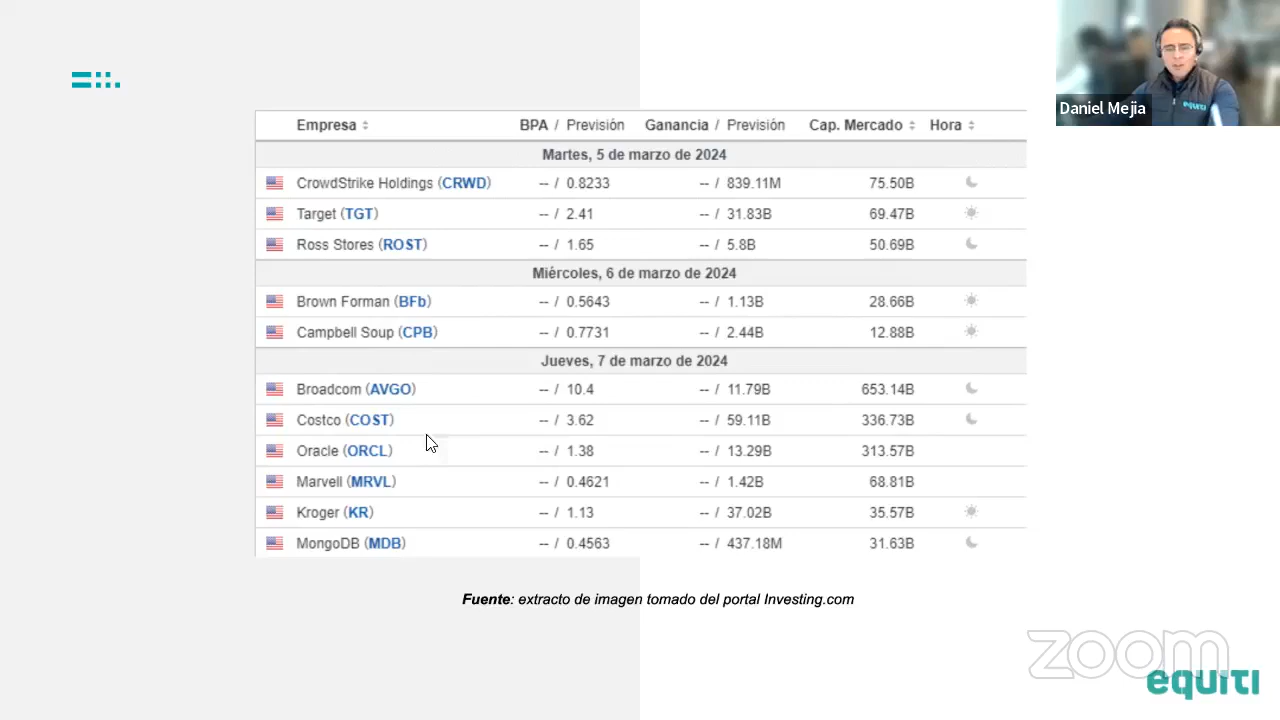 Daniel Mejia
equiti
Empresa BPA / Previsión Ganancia / Previsión Cap. Mercado Hora
Martes, 5 de marzo de 2024
CrowdStrike Holdings (CRWD) -- / 0.8233 -- / 839.11M 75.50B
Target (TGT) -- / 2.41 -- / 31.83B 69.47B
Ross Stores (ROST) -- / 1.65 -- / 5.8B 50.69B
Miércoles, 6 de marzo de 2024
Brown Forman (BFb) -- / 0.5643 -- / 1.13B 28.66B
Campbell Soup (CPB) -- / 0.7731 -- / 2.44B 12.88B
Jueves, 7 de marzo de 2024
Broadcom (AVGO) -- / 10.4 -- / 11.79B 653.14B
Costco (COST) -- / 3.62 -- / 59.11B 336.73B
Oracle (ORCL) -- / 1.38 -- / 13.29B 313.57B
Marvell (MRVL) -- / 0.4621 -- / 1.42B 68.81B
Kroger (KR) -- / 1.13 -- / 37.02B 35.57B
MongoDB (MDB) -- / 0.4563 -- / 437.18M 31.63B
Fuente: extracto de imagen tomado del portal Investing.com
zoom
equiti